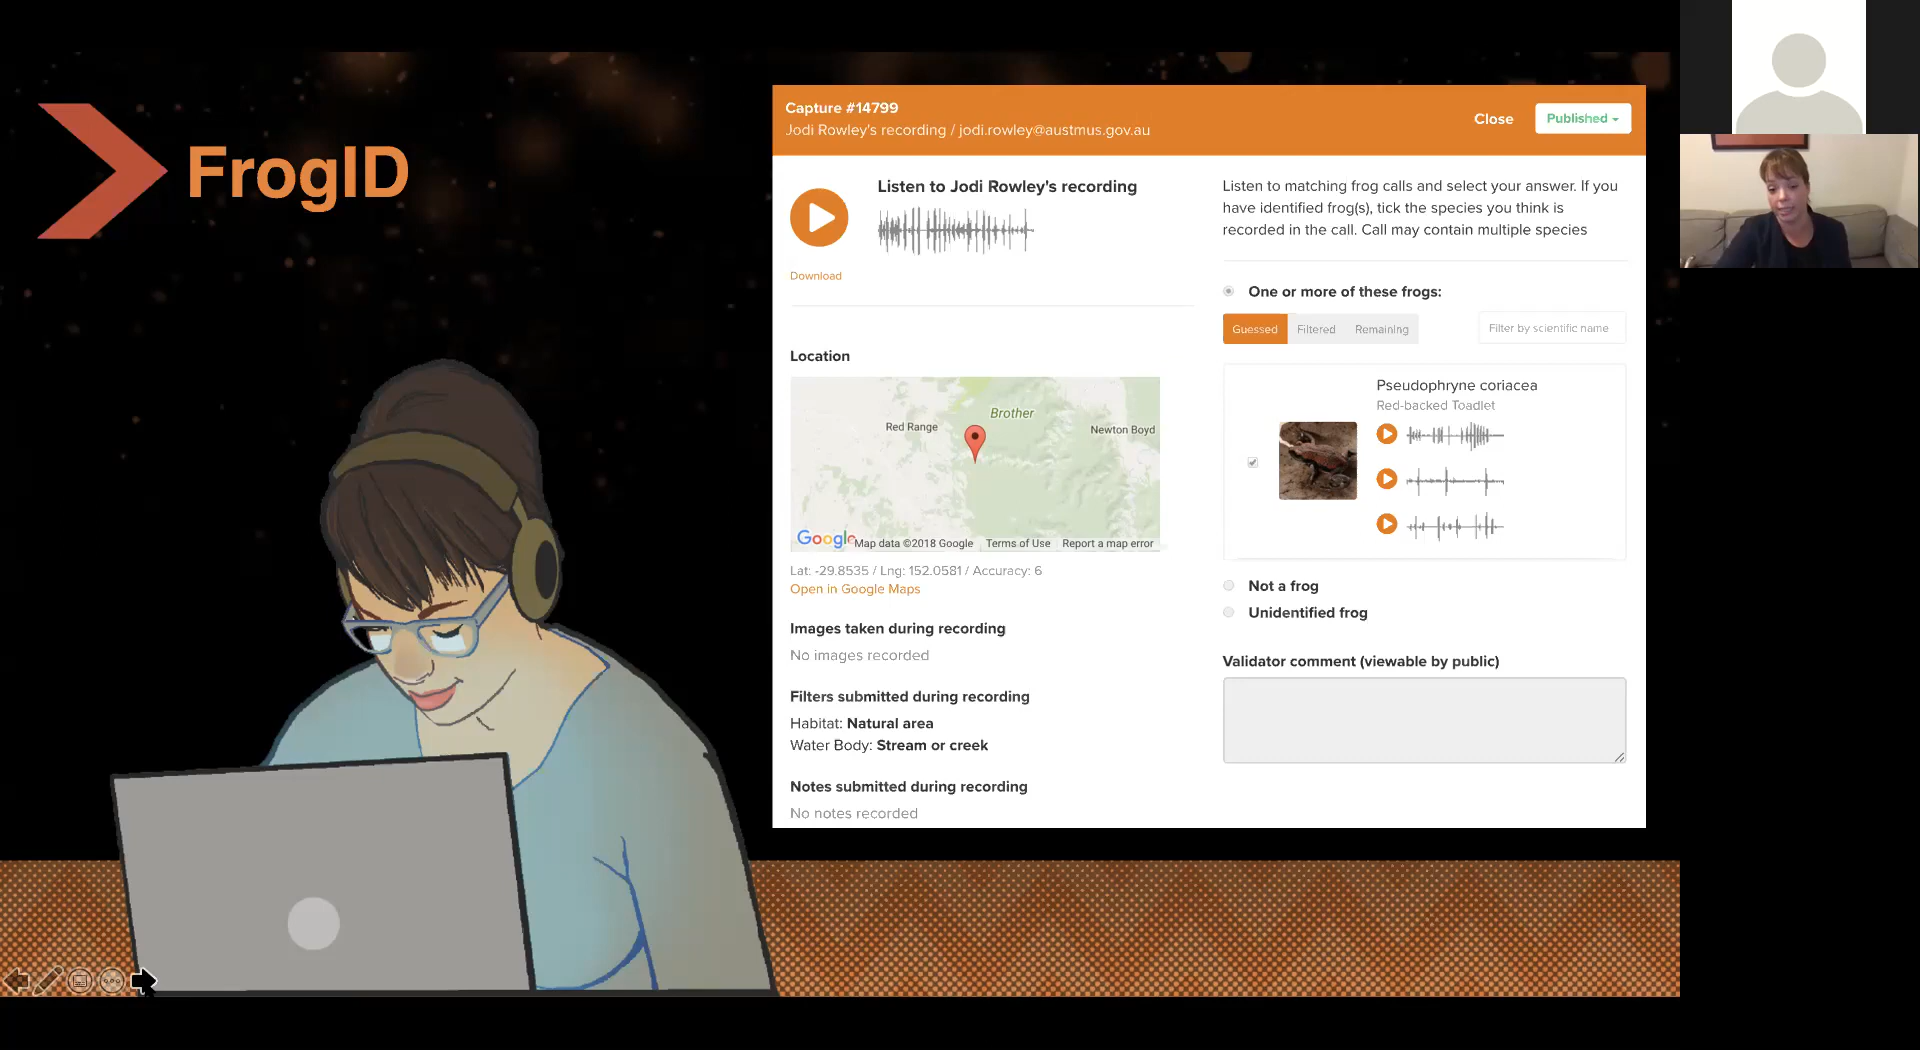 FrogID
Capture #14799
Jodi Rowley's recording / jodi.rowley@austmus.gov.au
Close
Published
Listen to Jodi Rowley's recording
Download
Location
Brother
Red Range
Newton Boyd
Google
Map data ©2018 Google
Terms of Use
Report a map error
Lat: -29.8535 / Lng: 152.0581 / Accuracy: 6
Open in Google Maps
Images taken during recording
No images recorded
Filters submitted during recording
Habitat: Natural area
Water Body: Stream or creek
Notes submitted during recording
No notes recorded
Listen to matching frog calls and select your answer. If you
have identified frog(s), tick the species you think is
recorded in the call. Call may contain multiple species
One or more of these frogs:
Guessed
Filtered
Remaining
Filter by scientific name
Pseudophryne coriacea
Red-backed Toadlet
Not a frog
Unidentified frog
Validator comment (viewable by public)